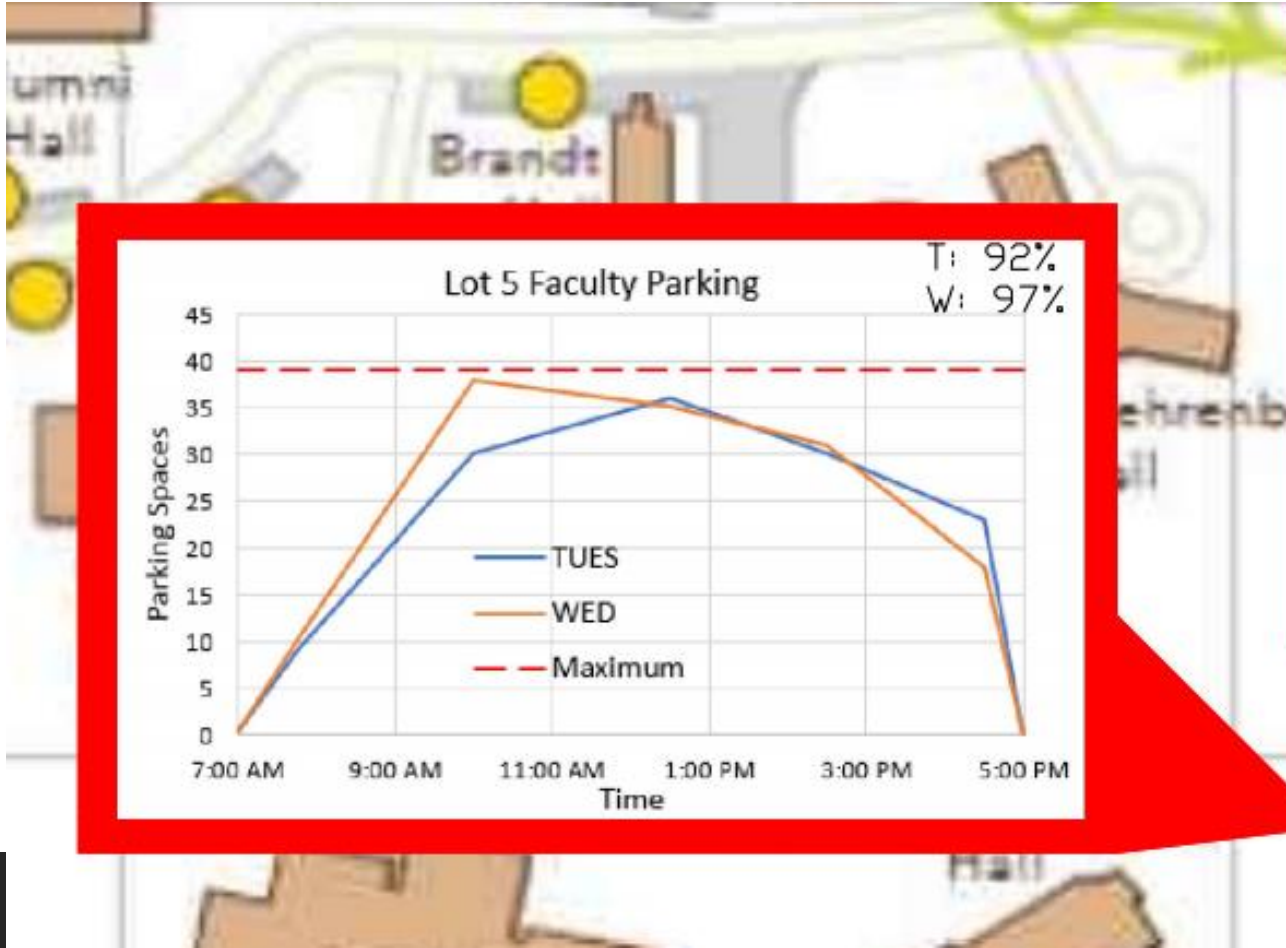 umni
Hall
Brandt
T: 92%
W: 97%
Lot 5 Faculty Parking
45
40
35
30
25
20
15
10
5
0
Parking Spaces
TUES
WED
Maximum
7:00 AM 9:00 AM 11:00 AM 1:00 PM 3:00 PM 5:00 PM
Time
ehrenb
all
Hall